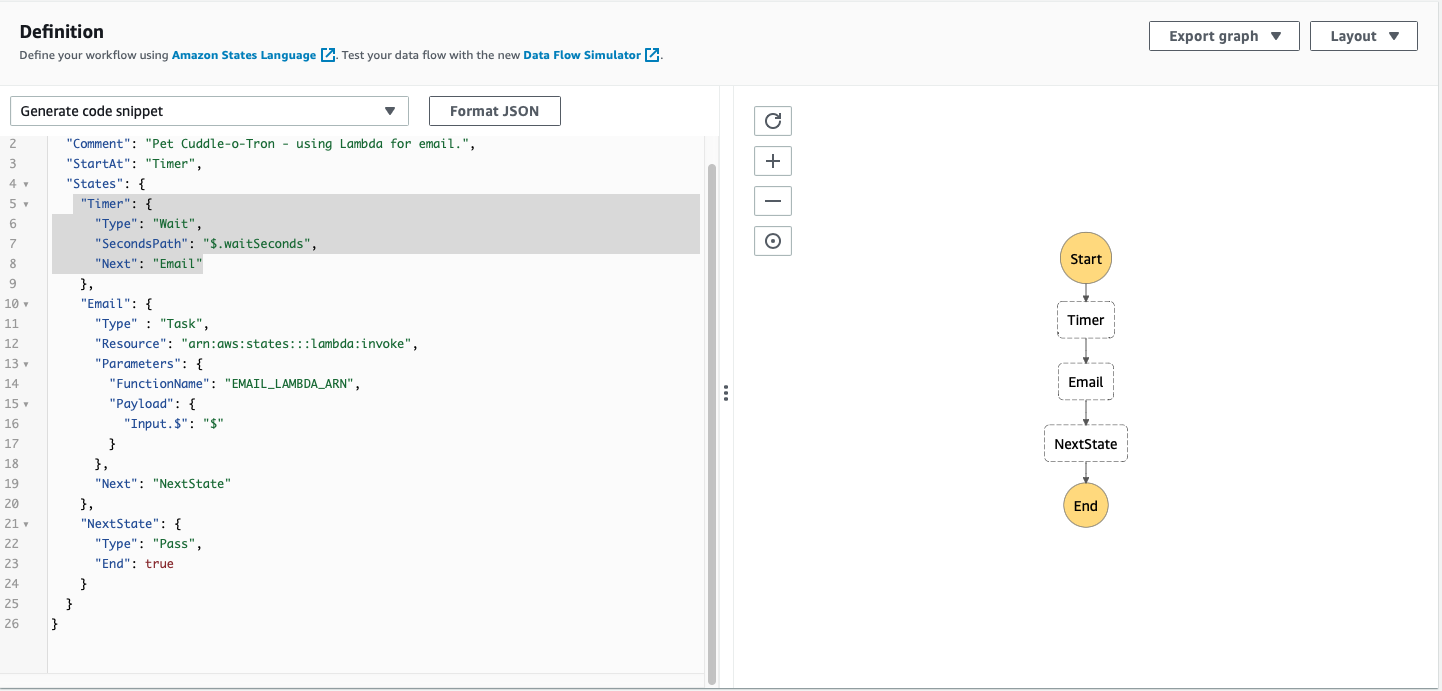 Definition
Define your workflow using Amazon States Language. Test your data flow with the new Data Flow Simulator.
Export graph
Layout
Generate code snippet
Format JSON
2 "Comment": "Pet Cuddle-o-Tron - using Lambda for email.",
3 "StartAt": "Timer",
4 "States": {
5 "Timer": {
6 "Type": "Wait",
7 "SecondsPath": "$.waitSeconds",
8 "Next": "Email"
9 },
10 "Email": {
11 "Type" : "Task",
12 "Resource": "arn:aws:states:::lambda:invoke",
13 "Parameters": {
14 "FunctionName": "EMAIL_LAMBDA_ARN",
15 "Payload": {
16 "Input.$": "$"
17 }
18 },
19 "Next": "NextState"
20 },
21 "NextState": {
22 "Type": "Pass",
23 "End": true
24 }
25 }
26 }
Start
Timer
Email
NextState
End